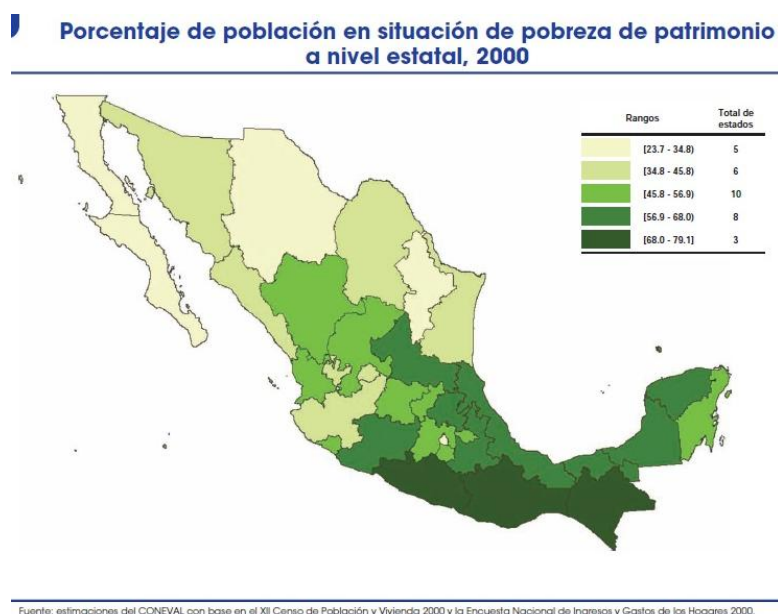 Porcentaje de población en situación de pobreza de patrimonio
a nivel estatal, 2000
Rangos Total de estados
[23.7 - 34.8) 5
[34.8 - 45.8) 6
[45.8 - 56.9) 10
[56.9 - 68.0) 8
[68.0 - 79.1] 3
Fuente: estimaciones del CONEVAL con base en el XII Censo de Población y Vivienda 2000 y la Encuesta Nacional de Ingresos y Gastos de los Hogares 2000.